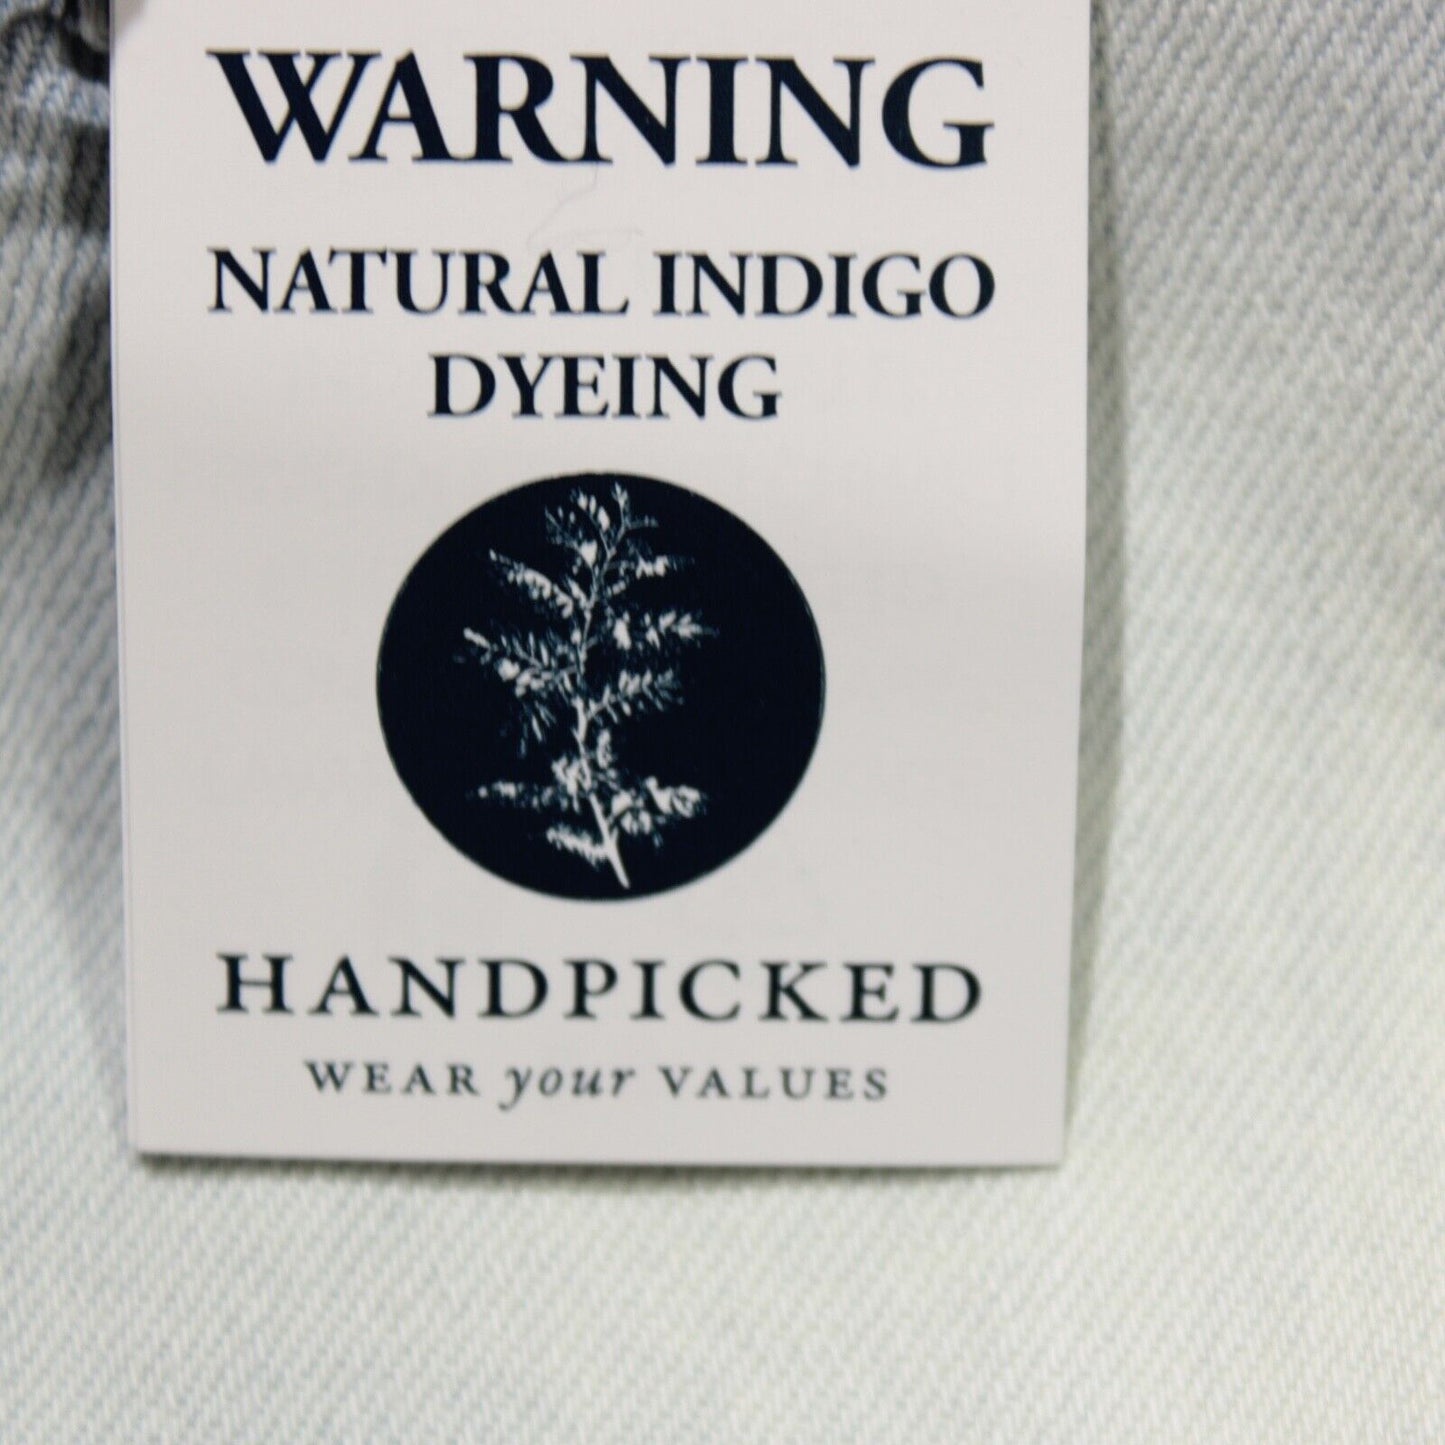 WARNING
NATURAL INDIGO
DYEING
HANDPICKED
WEAR your VALUES